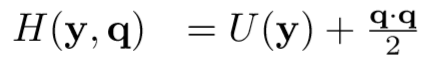 H(y, q) = U(y) + q·q/2